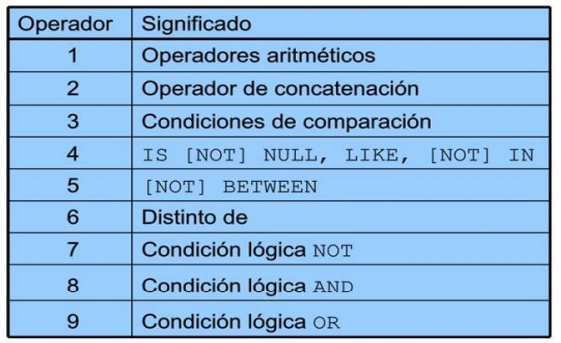 Operador Significado
1 Operadores aritméticos
2 Operador de concatenación
3 Condiciones de comparación
4 IS [NOT] NULL, LIKE, [NOT] IN
5 [NOT] BETWEEN
6 Distinto de
7 Condición lógica NOT
8 Condición lógica AND
9 Condición lógica OR